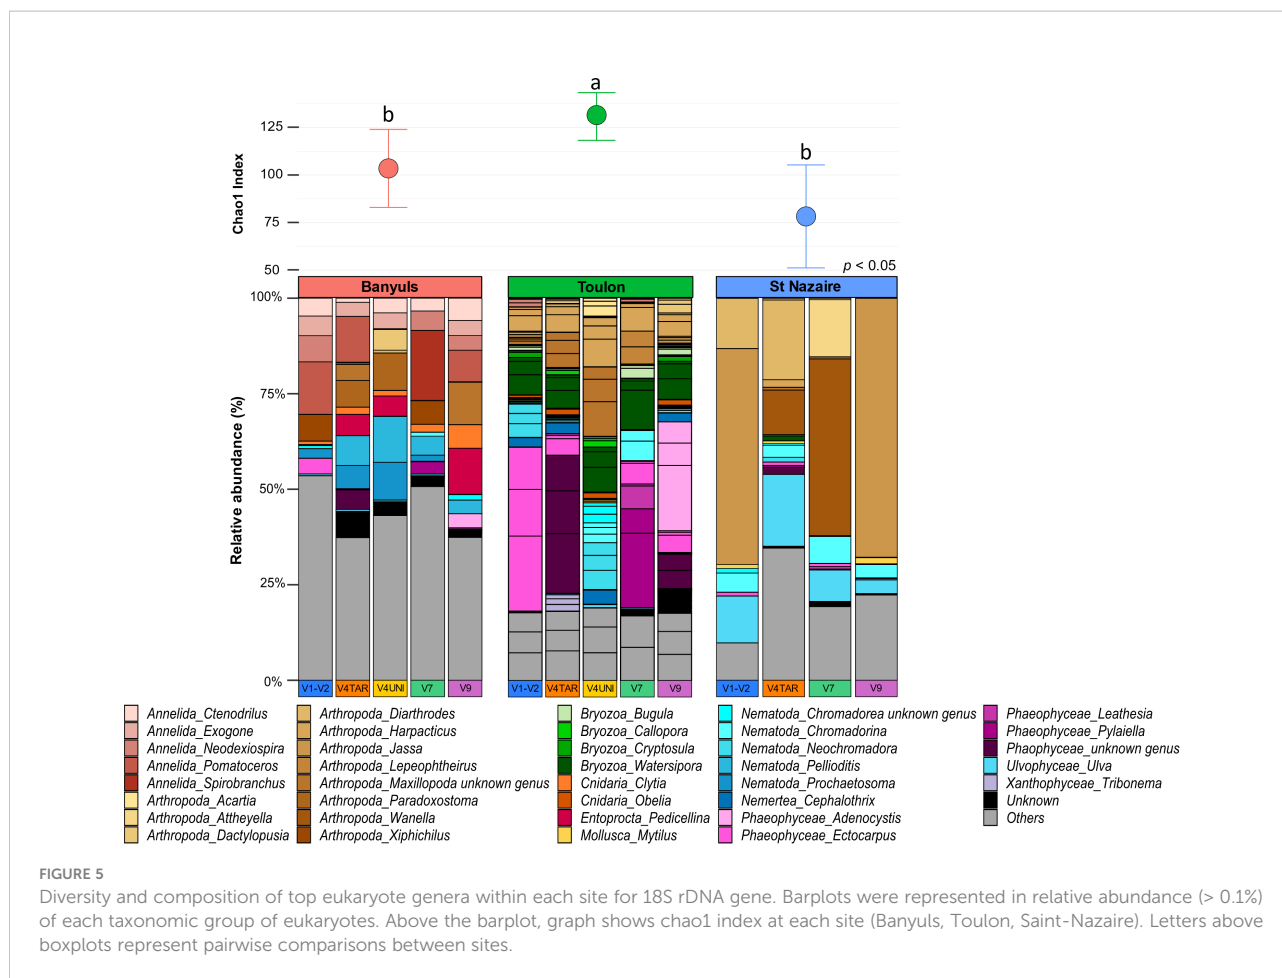 a
b
b
125
100
75
50
Chao1 Index
p < 0.05
Banyuls
Toulon
St Nazaire
100%
75%
50%
25%
0%
Relative abundance (%)
V1-V2 V4TAR V4UNI V7 V9
V1-V2 V4TAR V4UNI V7 V9
V1-V2 V4TAR V7 V9
Annelida_Ctenodrilus
Annelida_Exogone
Annelida_Neodexiospira
Annelida_Pomatoceros
Annelida_Spirobranchus
Arthropoda_Acartia
Arthropoda_Attheyella
Arthropoda_Dactylopusia
Arthropoda_Diarthrodes
Arthropoda_Harpacticus
Arthropoda_Jassa
Arthropoda_Lepeophtheirus
Arthropoda_Maxillopoda unknown genus
Arthropoda_Paradoxostoma
Arthropoda_Wanella
Arthropoda_Xiphichilus
Bryozoa_Bugula
Bryozoa_Callopora
Bryozoa_Cryptosula
Bryozoa_Watersipora
Cnidaria_Clytia
Cnidaria_Obelia
Entoprocta_Pedicellina
Mollusca_Mytilus
Nematoda_Chromadorea unknown genus
Nematoda_Chromadorina
Nematoda_Neochromadora
Nematoda_Pellioditis
Nematoda_Prochaetosoma
Nemertea_Cephalothrix
Phaeophyceae_Adenocystis
Phaeophyceae_Ectocarpus
Phaeophyceae_Leathesia
Phaeophyceae_Pylaiella
Phaophyceae_unknown genus
Ulvophyceae_Ulva
Xanthophyceae_Tribonema
Unknown
Others
FIGURE 5
Diversity and composition of top eukaryote genera within each site for 18S rDNA gene. Barplots were represented in relative abundance (> 0.1%)
of each taxonomic group of eukaryotes. Above the barplot, graph shows chao1 index at each site (Banyuls, Toulon, Saint-Nazaire). Letters above
boxplots represent pairwise comparisons between sites.